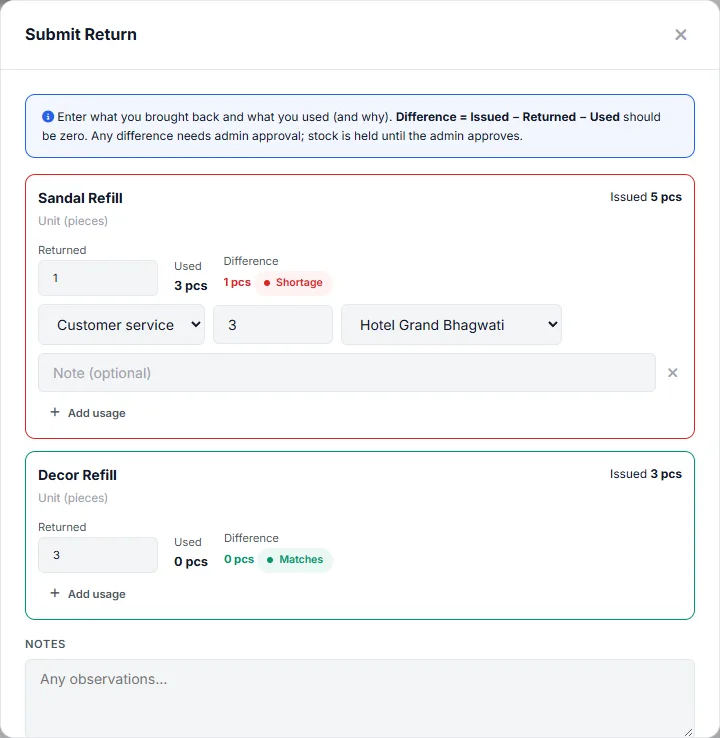 Submit Return
Enter what you brought back and what you used (and why). Difference = Issued − Returned − Used should
be zero. Any difference needs admin approval; stock is held until the admin approves.
Sandal Refill
Issued 5 pcs
Unit (pieces)
Returned
1
Used
3 pcs
Difference
1 pcs Shortage
Customer service
3
Hotel Grand Bhagwati
Note (optional)
+ Add usage
Decor Refill
Issued 3 pcs
Unit (pieces)
Returned
3
Used
0 pcs
Difference
0 pcs Matches
+ Add usage
NOTES
Any observations...